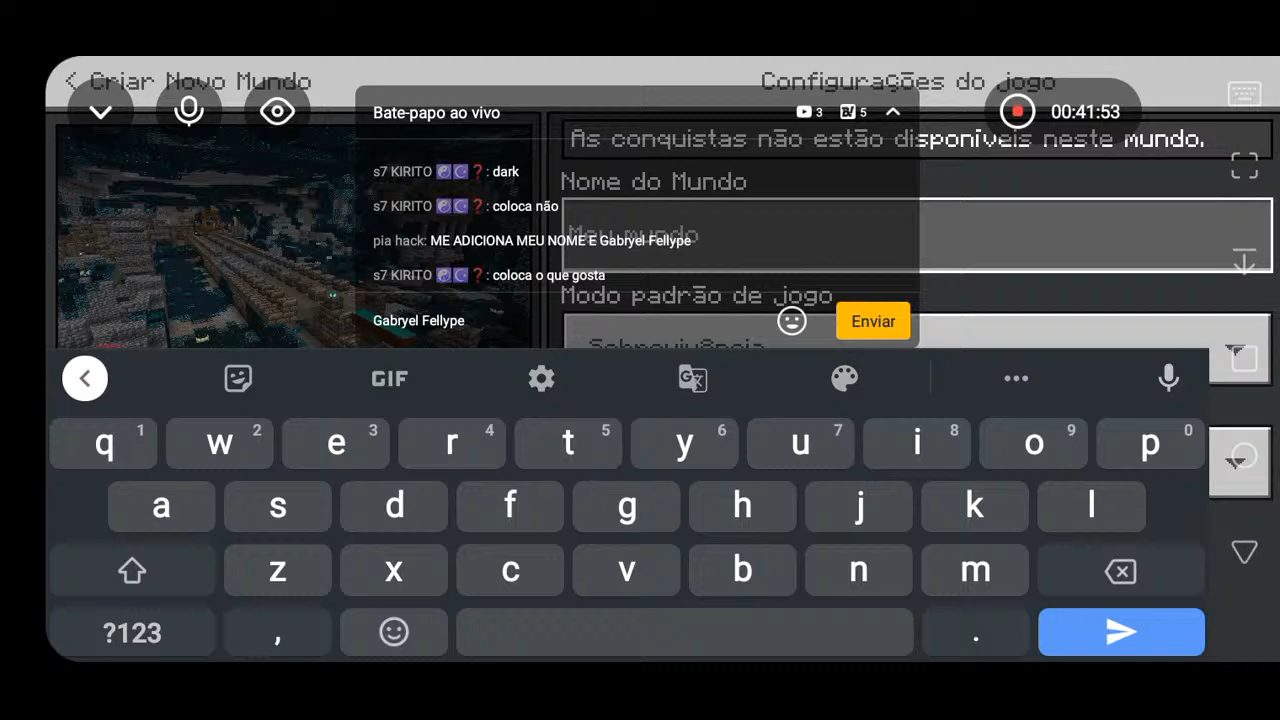 < Criar Novo Mundo
Configurações do jogo
Bate-papo ao vivo
3
5
00:41:53
As conquistas não estão disponíveis neste mundo.
s7 KIRITO ☯️☪️❓: dark
Nome do Mundo
s7 KIRITO ☯️☪️❓: coloca não
Meu mundo
pia hack: ME ADICIONA MEU NOME E Gabryel Fellype
s7 KIRITO ☯️☪️❓: coloca o que gosta
Modo padrão de jogo
Gabryel Fellype
Enviar
Sobrevivência
GIF
q 1 w 2 e 3 r 4 t 5 y 6 u 7 i 8 o 9 p 0
a s d f g h j k l
z x c v b n m
?123 , .